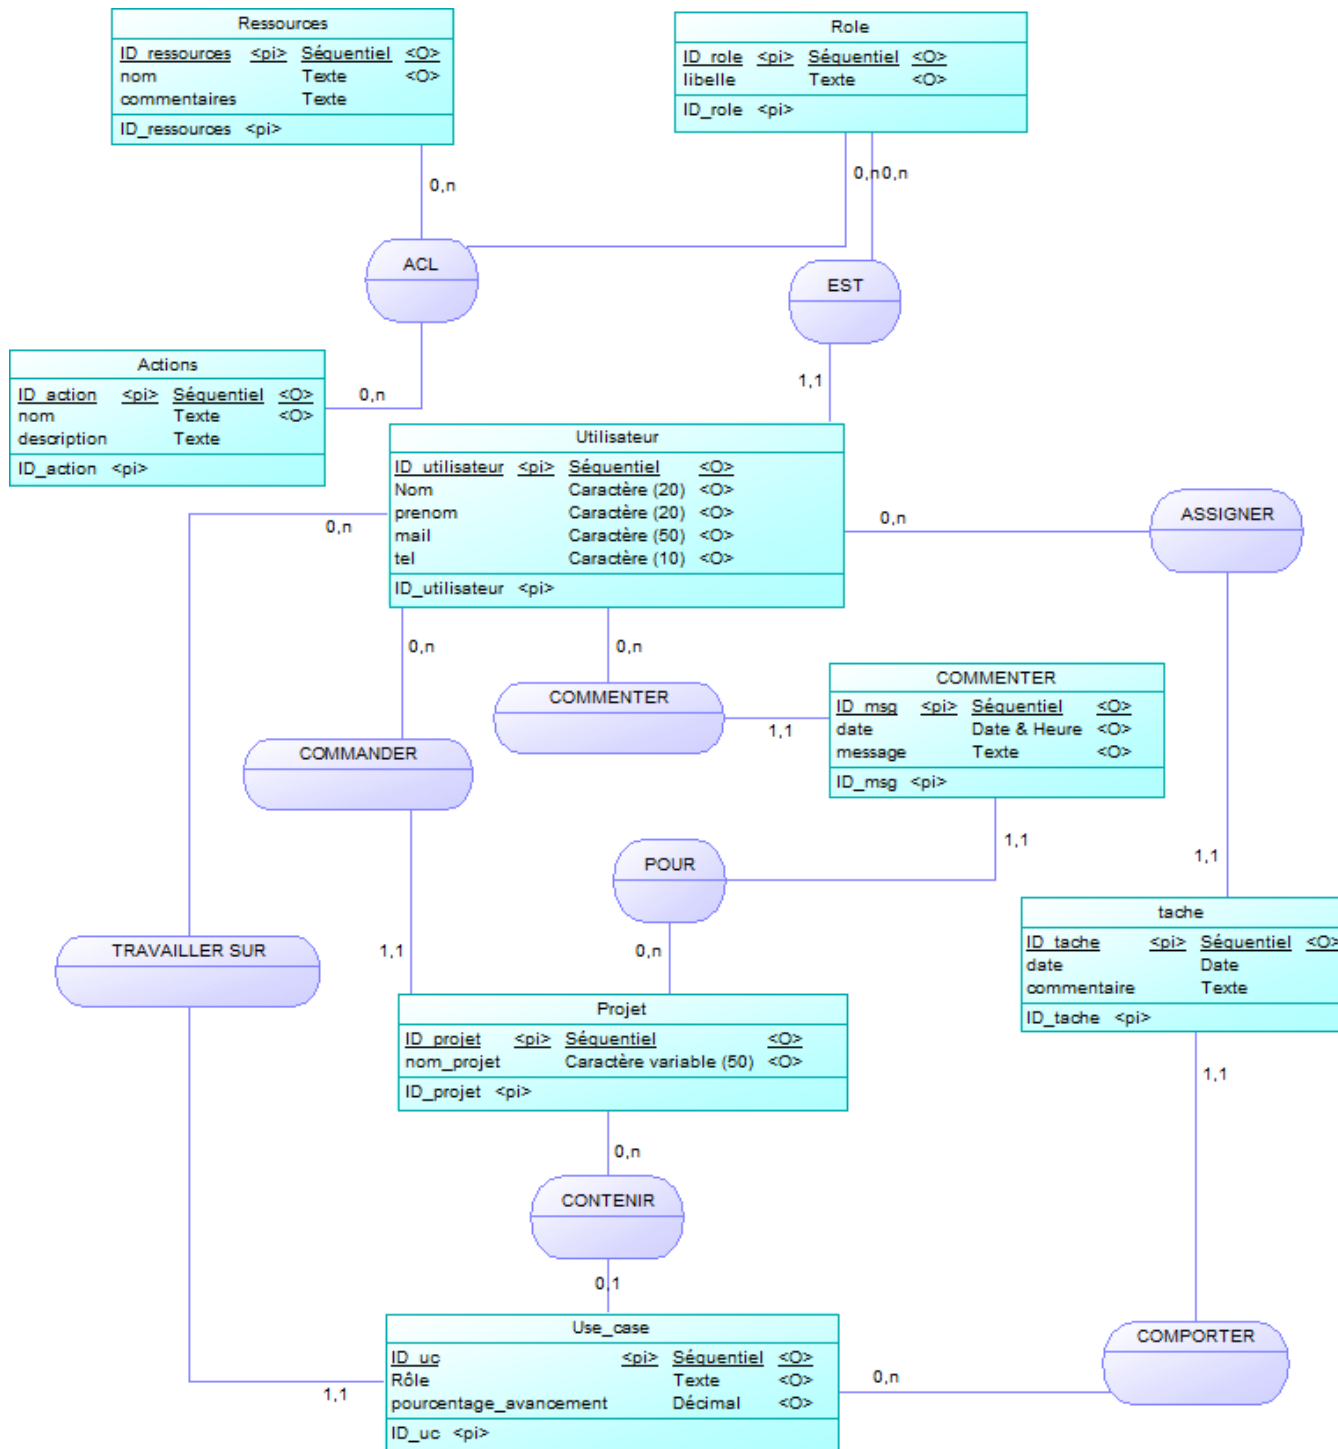 Ressources
ID_ressources <pi> Séquentiel <O>
nom Texte <O>
commentaires Texte
ID_ressources <pi>
Role
ID_role <pi> Séquentiel <O>
libelle Texte <O>
ID_role <pi>
0,n
0,n
0,n
ACL
EST
Actions
ID_action <pi> Séquentiel <O>
nom Texte <O>
description Texte
ID_action <pi>
0,n
1,1
Utilisateur
ID_utilisateur <pi> Séquentiel <O>
Nom Caractère (20) <O>
prenom Caractère (20) <O>
mail Caractère (50) <O>
tel Caractère (10) <O>
ID_utilisateur <pi>
0,n
0,n
ASSIGNER
0,n
0,n
COMMENTER
COMMENTER
ID_msg <pi> Séquentiel <O>
date Date & Heure <O>
message Texte <O>
ID_msg <pi>
1,1
COMMANDER
1,1
1,1
POUR
tache
ID_tache <pi> Séquentiel <O>
date Date
commentaire Texte
ID_tache <pi>
TRAVAILLER SUR
1,1
0,n
Projet
ID_projet <pi> Séquentiel <O>
nom_projet Caractère variable (50) <O>
ID_projet <pi>
1,1
0,n
CONTENIR
0,1
Use_case
ID_uc <pi> Séquentiel <O>
Rôle Texte <O>
pourcentage_avancement Décimal <O>
ID_uc <pi>
1,1
0,n
COMPORTER